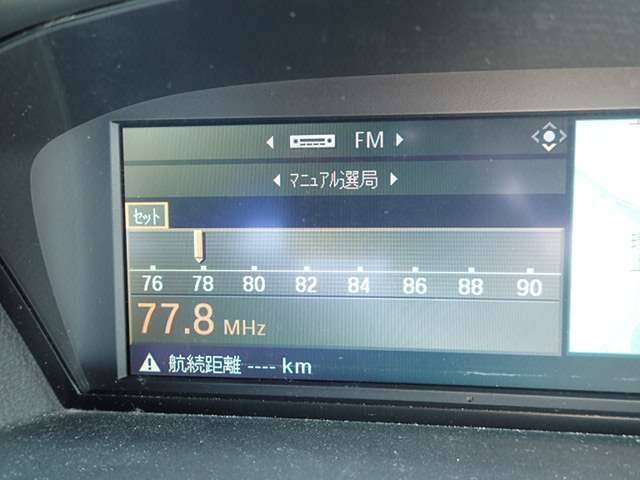 FM
マニュアル選局
セット
76 78 80 82 84 86 88 90
77.8 MHz
航続距離 ---- km